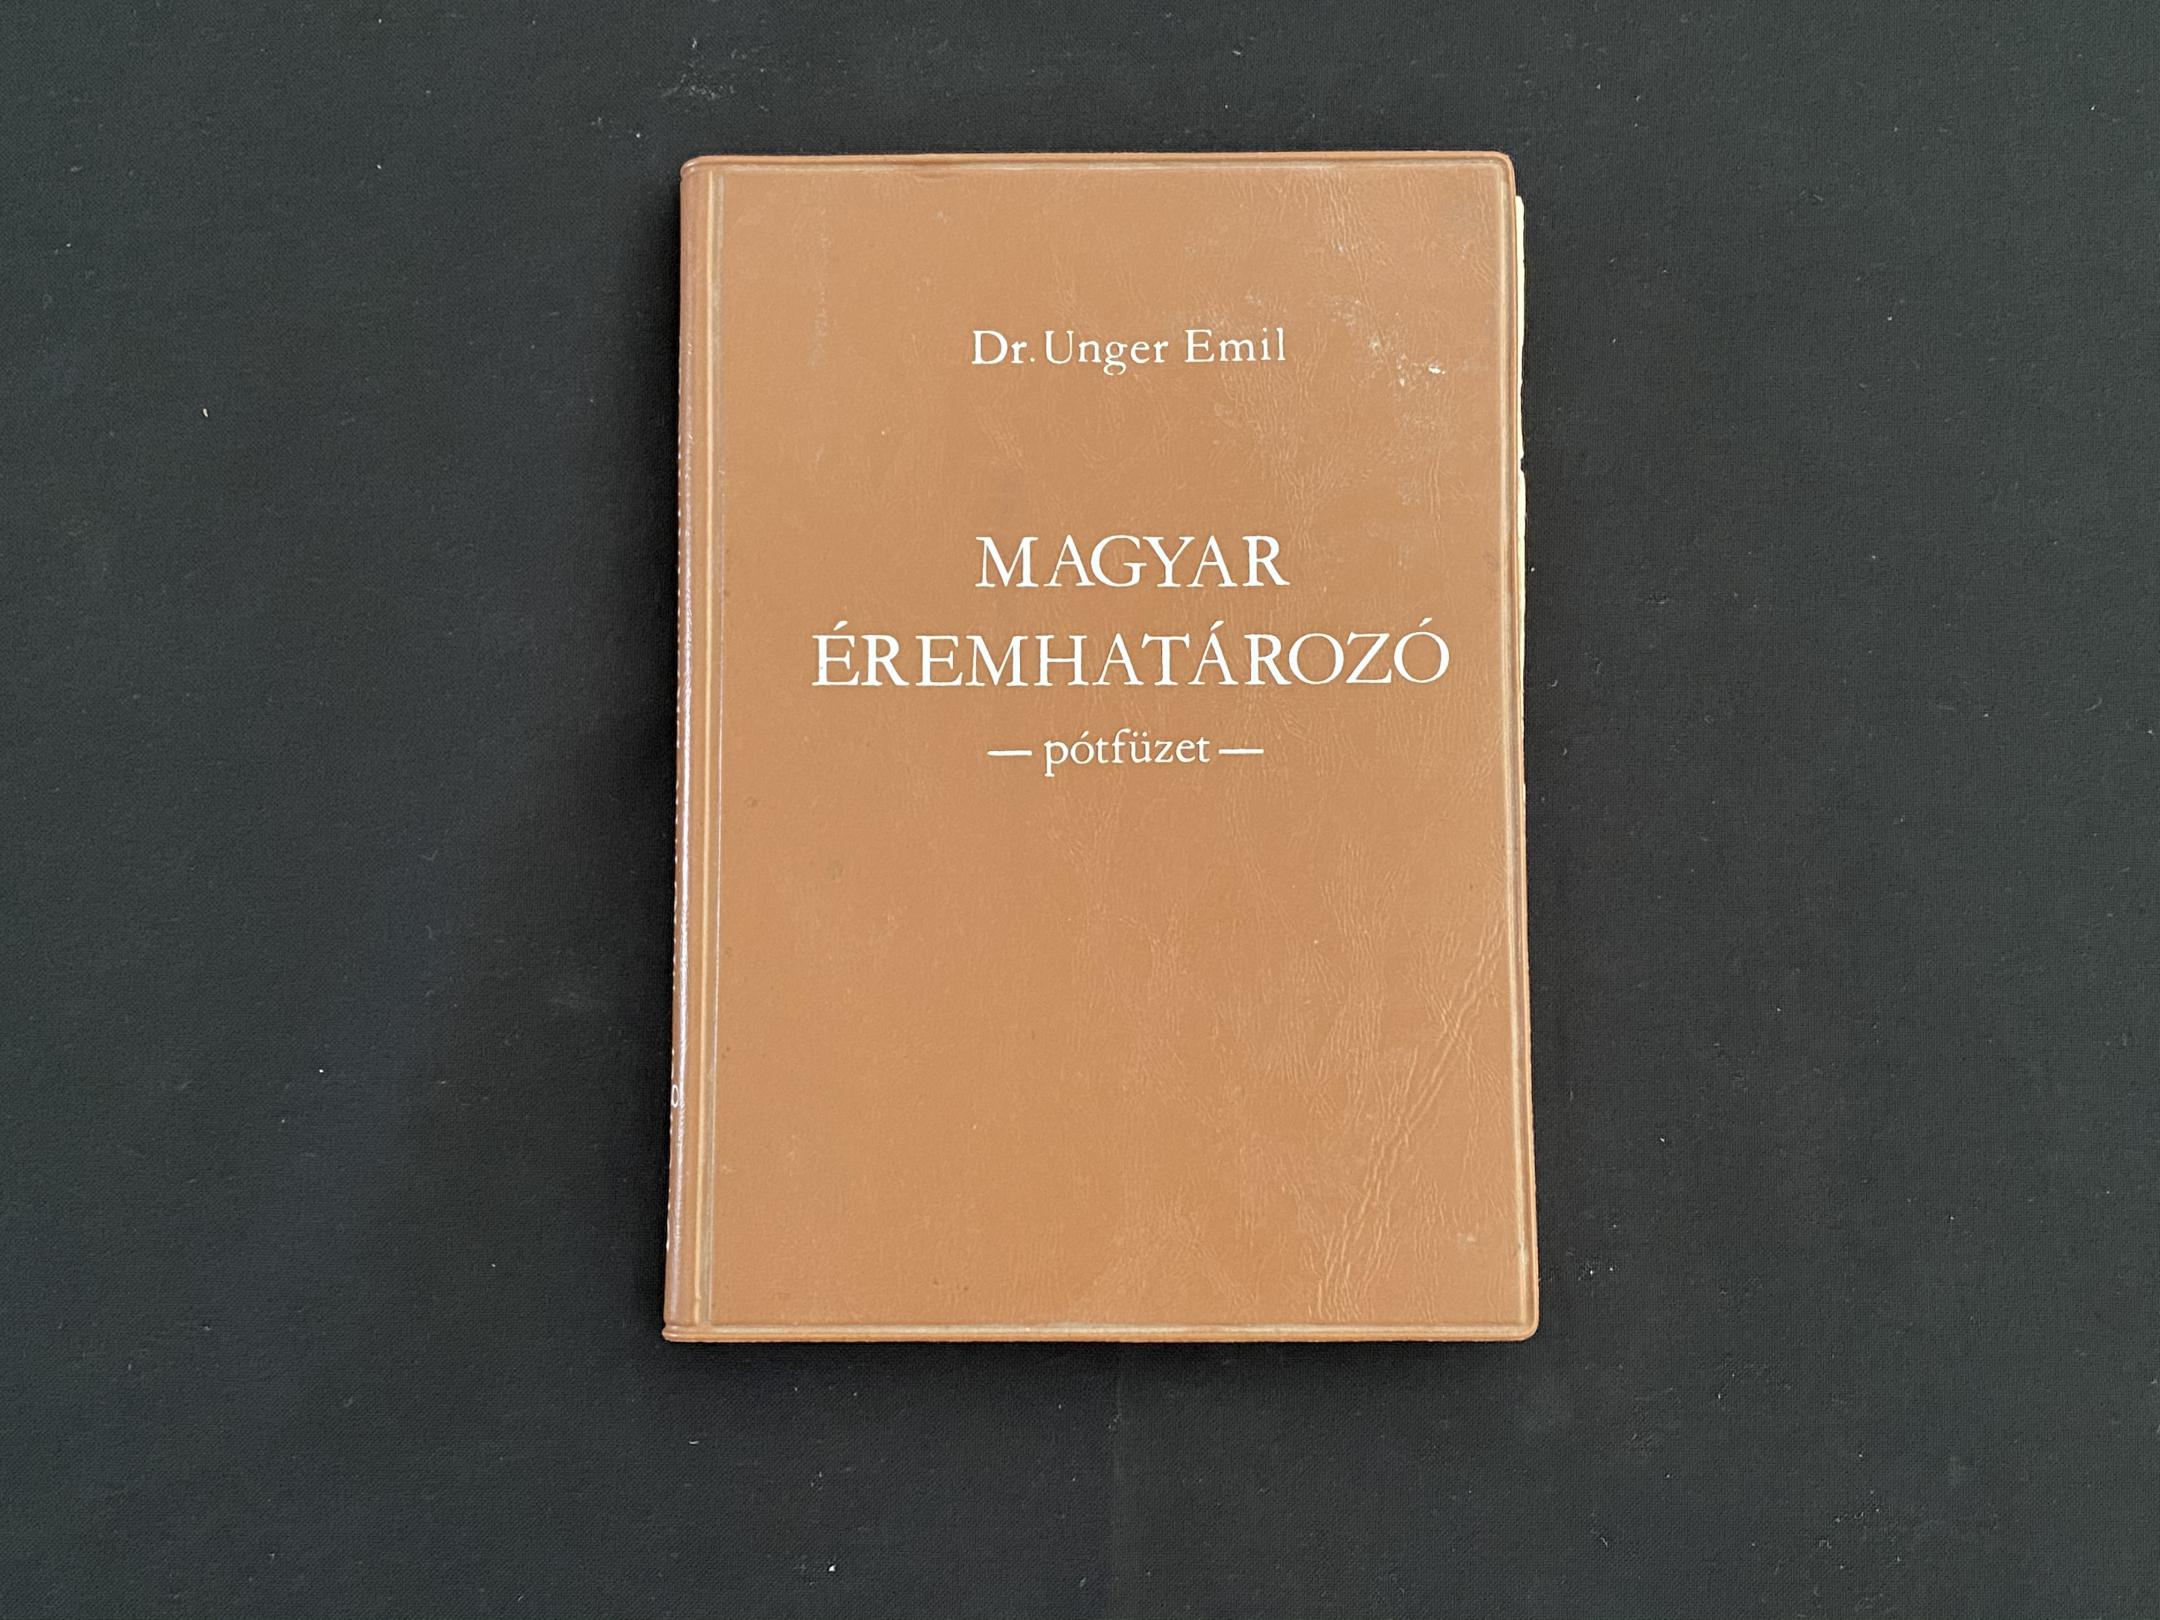 Dr. Unger Emil
MAGYAR
ÉREMHATÁROZÓ
— pótfüzet —